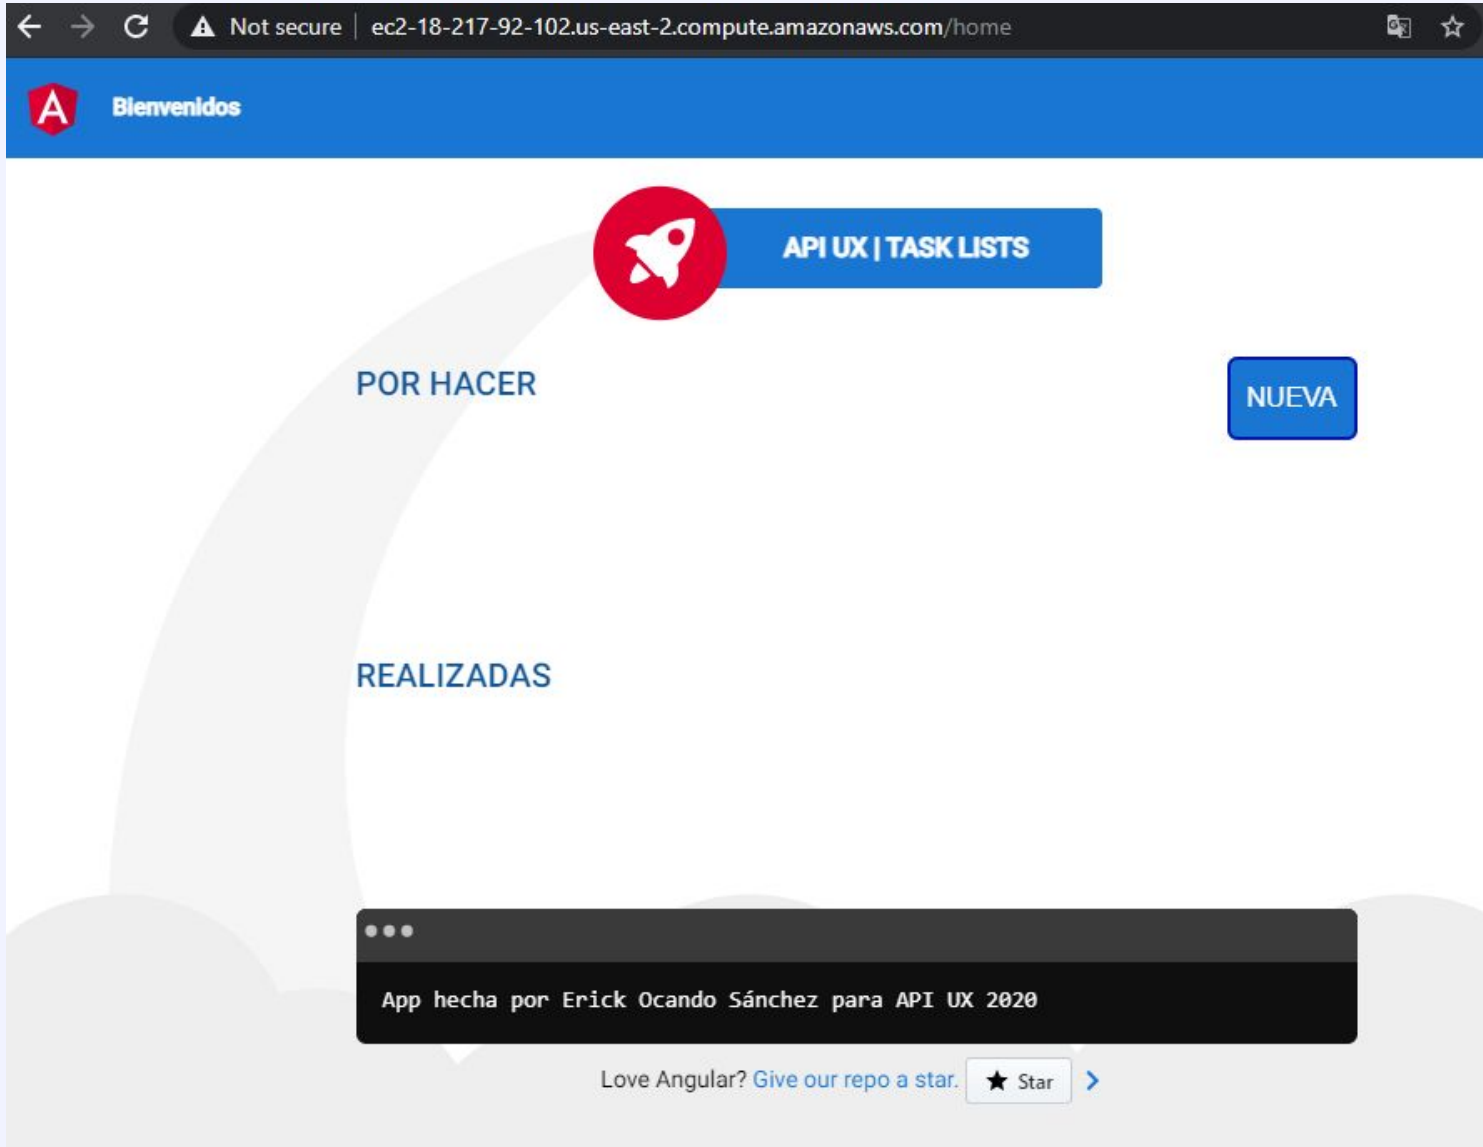 Not secure | ec2-18-217-92-102.us-east-2.compute.amazonaws.com/home
A Bienvenidos
API UX | TASK LISTS
POR HACER
NUEVA
REALIZADAS
App hecha por Erick Ocando Sánchez para API UX 2020
Love Angular? Give our repo a star. Star